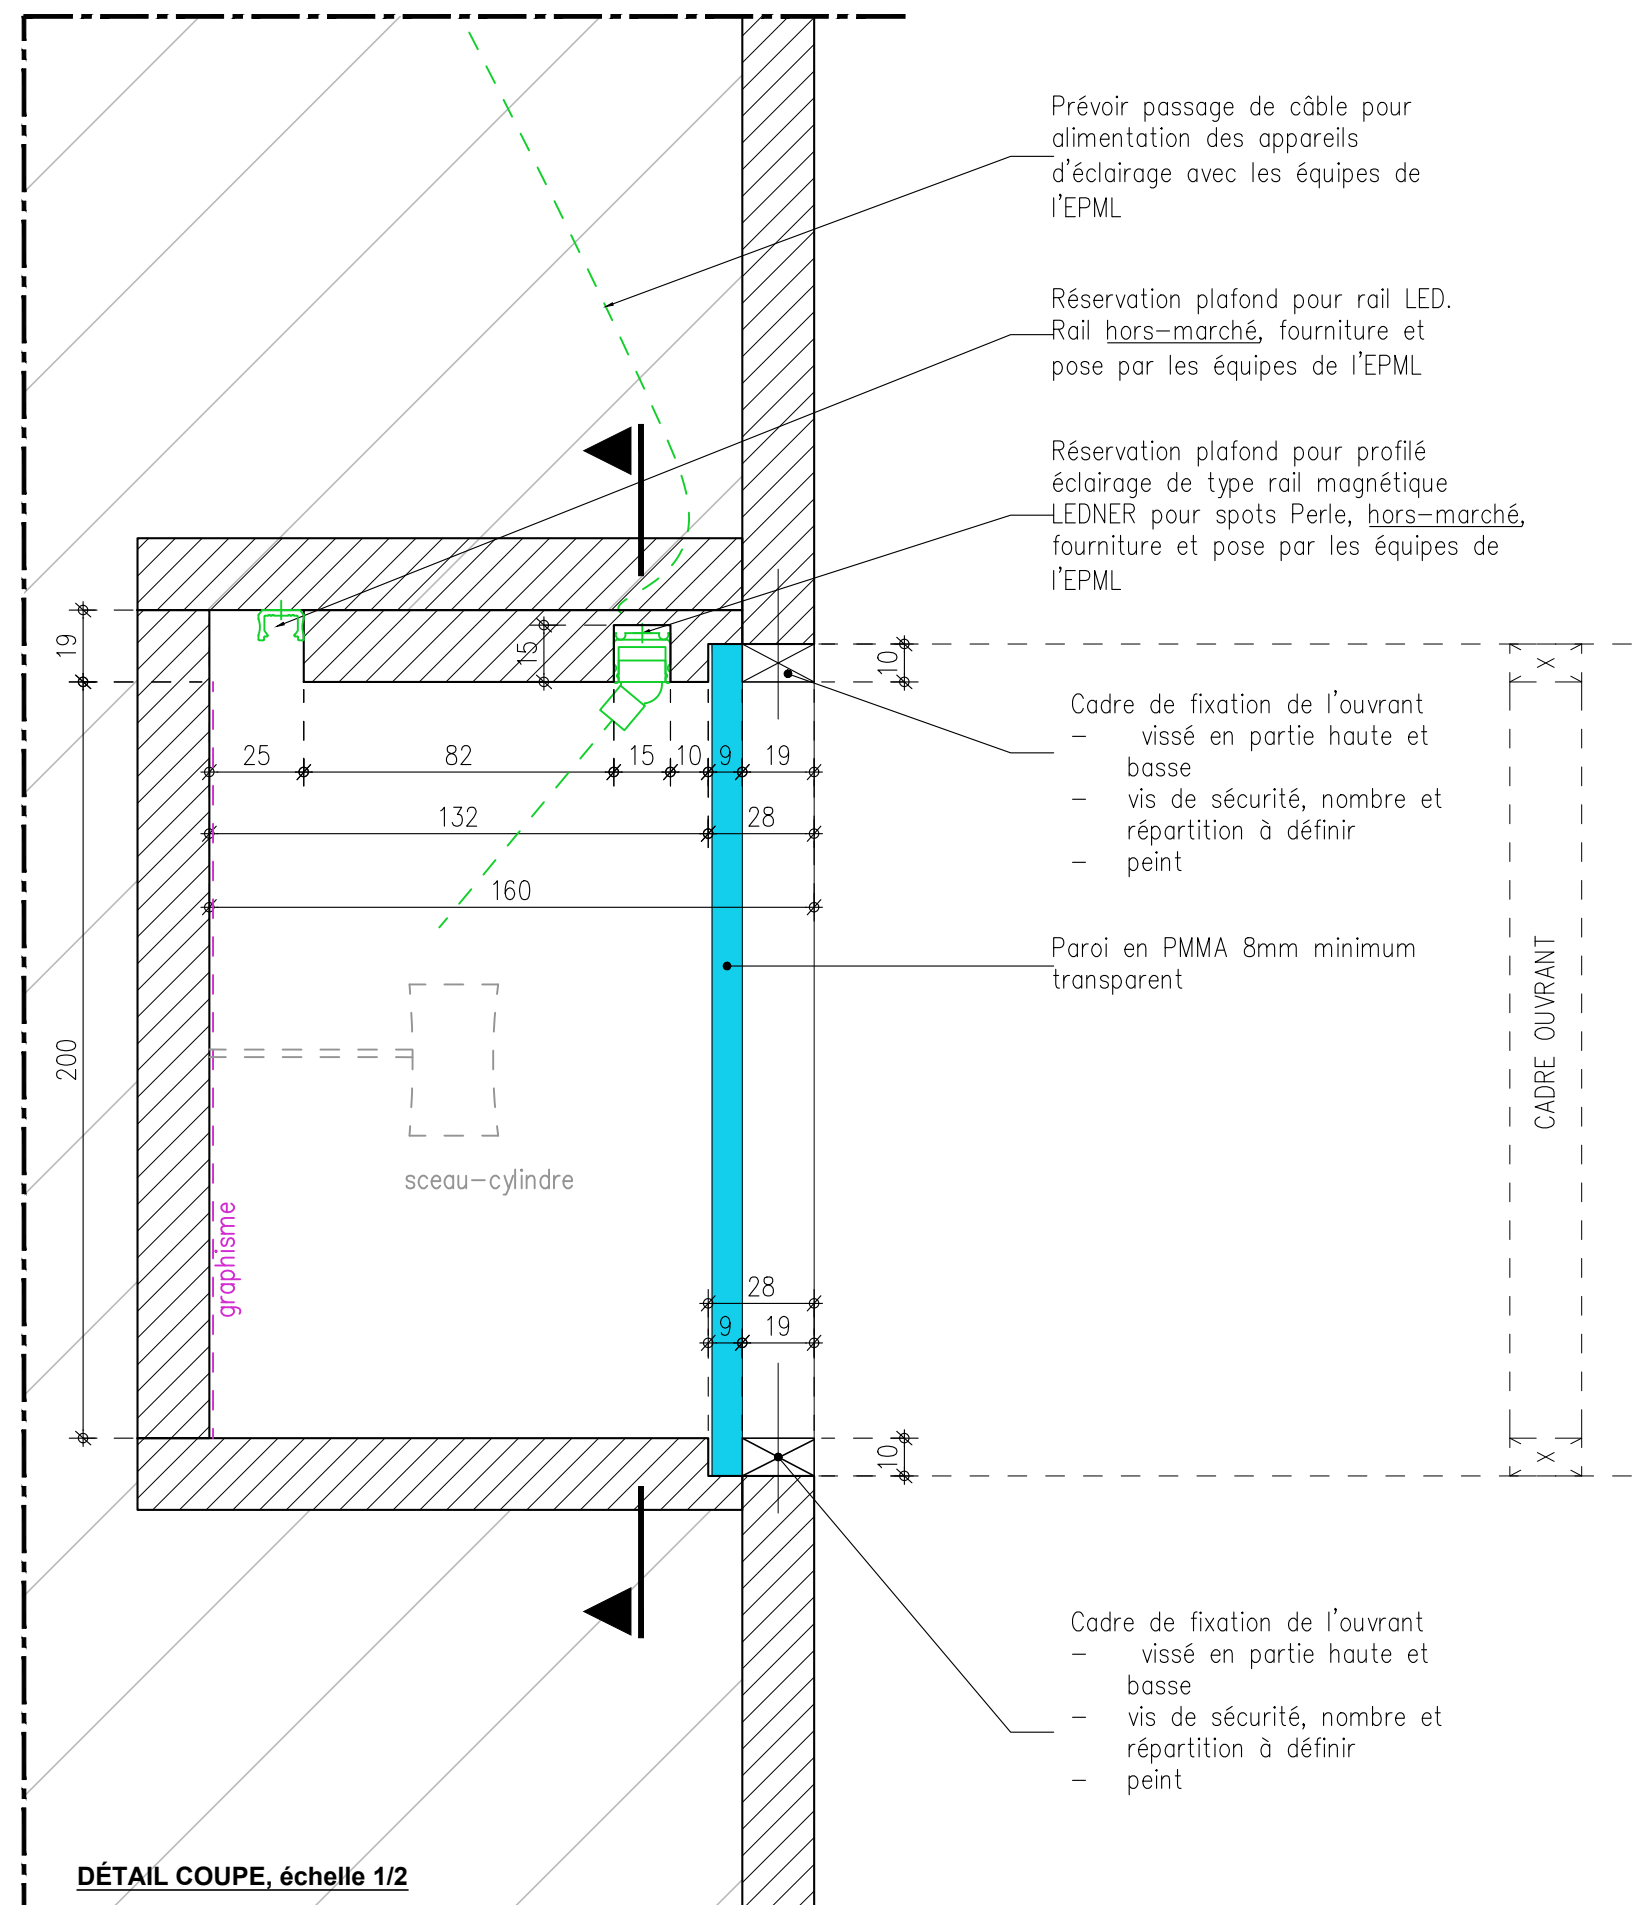 Prévoir passage de câble pour
alimentation des appareils
d'éclairage avec les équipes de
l'EPML
Réservation plafond pour rail LED.
Rail hors-marché, fourniture et
pose par les équipes de l'EPML
Réservation plafond pour profilé
éclairage de type rail magnétique
LEDNER pour spots Perle, hors-marché,
fourniture et pose par les équipes de
l'EPML
19
15
10
X
Cadre de fixation de l'ouvrant
- vissé en partie haute et
basse
- vis de sécurité, nombre et
répartition à définir
- peint
25
82
15
10
9
19
132
28
160
Paroi en PMMA 8mm minimum
transparent
CADRE OUVRANT
200
sceau-cylindre
graphisme
28
9
19
10
X
Cadre de fixation de l'ouvrant
- vissé en partie haute et
basse
- vis de sécurité, nombre et
répartition à définir
- peint
DÉTAIL COUPE, échelle 1/2